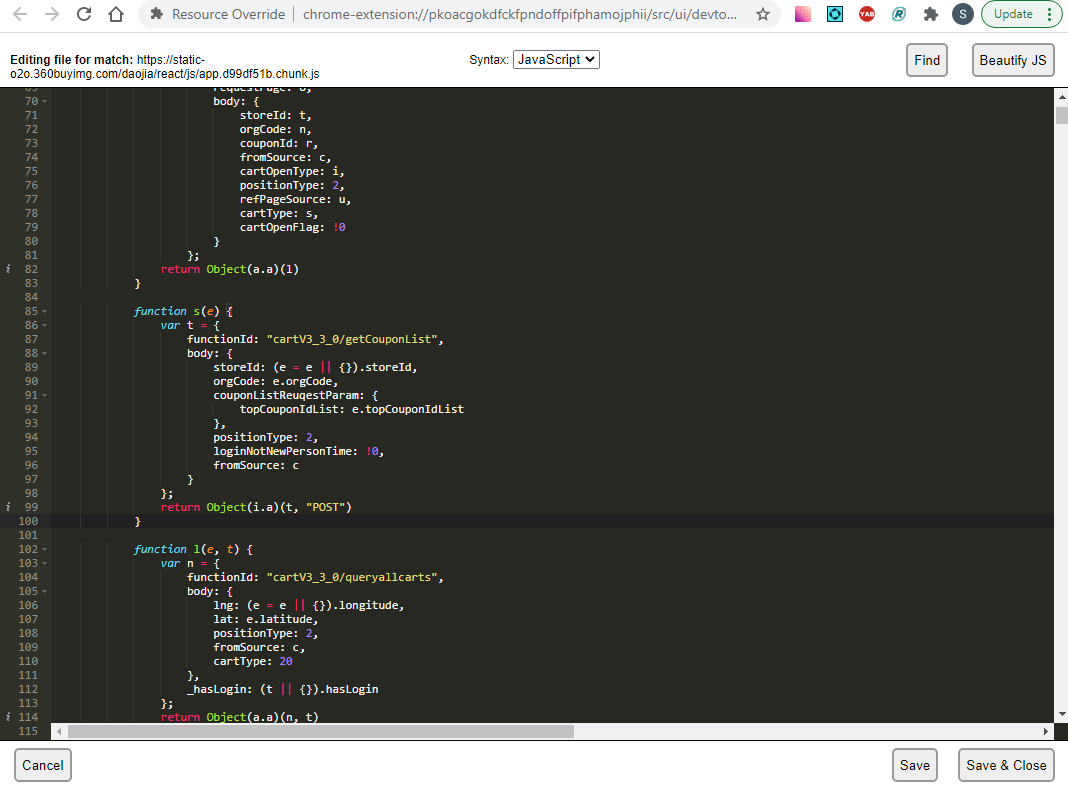 Resource Override
chrome-extension://pkoacgokdfckfpndoffpifphamojphii/src/ui/devto...
YAB
S
Update
Editing file for match: https://static-
o2o.360buyimg.com/daojia/react/js/app.d99df51b.chunk.js
Syntax: JavaScript
Find
Beautify JS
70 body: {
71 storeId: t,
72 orgCode: n,
73 couponId: r,
74 fromSource: c,
75 cartOpenType: i,
76 positionType: 2,
77 refPageSource: u,
78 cartType: s,
79 cartOpenFlag: !0
80 }
81 };
i 82 return Object(a.a)(l)
83 }
84
85 function s(e) {
86 var t = {
87 functionId: "cartV3_3_0/getCouponList",
88 body: {
89 storeId: (e = e || {}).storeId,
90 orgCode: e.orgCode,
91 couponListReuqestParam: {
92 topCouponIdList: e.topCouponIdList
93 },
94 positionType: 2,
95 loginNotNewPersonTime: !0,
96 fromSource: c
97 }
98 };
i 99 return Object(i.a)(t, "POST")
100 }
101
102 function l(e, t) {
103 var n = {
104 functionId: "cartV3_3_0/queryallcarts",
105 body: {
106 lng: (e = e || {}).longitude,
107 lat: e.latitude,
108 positionType: 2,
109 fromSource: c,
110 cartType: 20
111 },
112 _hasLogin: (t || {}).hasLogin
113 };
i 114 return Object(a.a)(n, t)
115
Cancel
Save
Save & Close